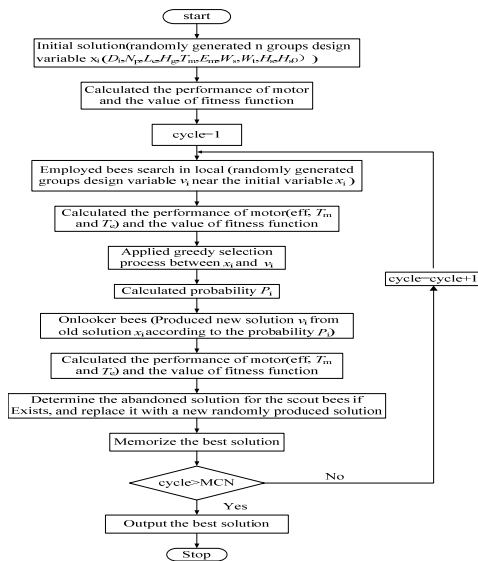 start
Initial solution(randomly generated n groups design
variable xi (Di,Np,Ls,Hg,Tm,Em,Ws,Wt,Hs,Hs0) )
Calculated the performance of motor
and the value of fitness function
cycle=1
Employed bees search in local (randomly generated
groups design variable vi near the initial variable xi )
Calculated the performance of motor(eff, Tm
and Te) and the value of fitness function
Applied greedy selection
process between xi and vi
cycle=cycle+1
Calculated probability Pi
Onlooker bees (Produced new solution vi from
old solution xi according to the probability Pi)
Calculated the performance of motor(eff, Tm
and Te) and the value of fitness function
Determine the abandoned solution for the scout bees if
Exists, and replace it with a new randomly produced solution
Memorize the best solution
cycle>MCN
No
Yes
Output the best solution
Stop